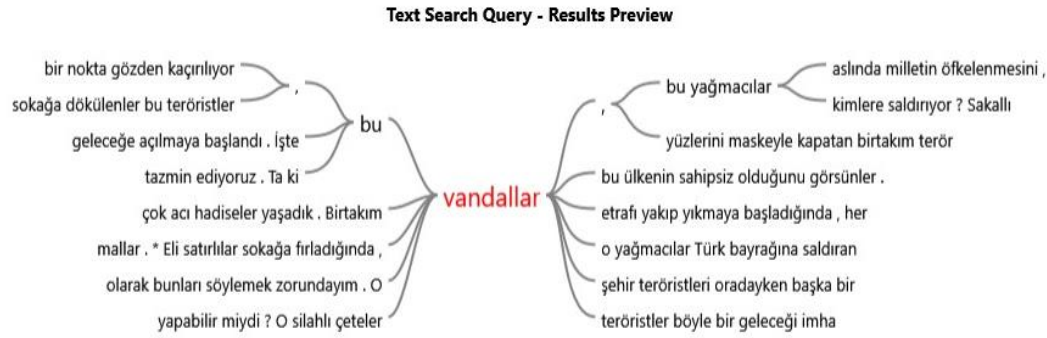 Text Search Query - Results Preview
bir nokta gözden kaçırılıyor
sokağa dökülenler bu teröristler
,
geleceğe açılmaya başlandı . İşte
tazmin ediyoruz . Ta ki
bu
çok acı hadiseler yaşadık . Birtakım
mallar . * Eli satırlılar sokağa fırladığında ,
olarak bunları söylemek zorundayım . O
yapabilir miydi ? O silahlı çeteler
vandallar
,
bu yağmacılar
aslında milletin öfkelenmesini ,
kimlere saldırıyor ? Sakallı
yüzlerini maskeyle kapatan birtakım terör
bu ülkenin sahipsiz olduğunu görsünler .
etrafı yakıp yıkmaya başladığında , her
o yağmacılar Türk bayrağına saldıran
şehir teröristleri oradayken başka bir
teröristler böyle bir geleceği imha